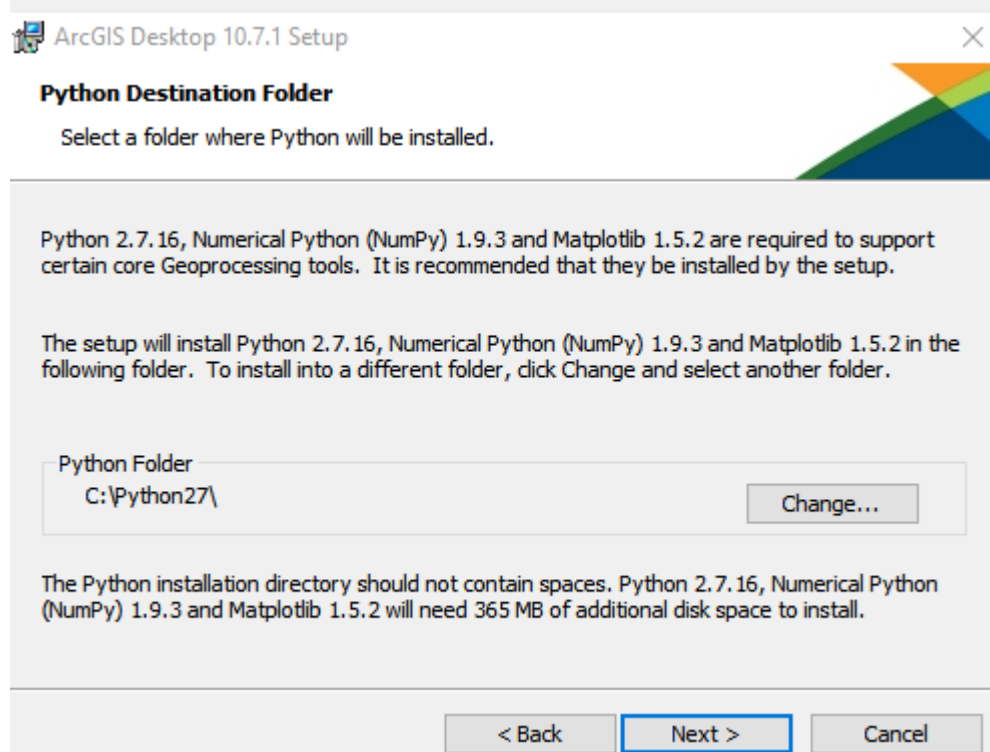 ArcGIS Desktop 10.7.1 Setup
Python Destination Folder
Select a folder where Python will be installed.
Python 2.7.16, Numerical Python (NumPy) 1.9.3 and Matplotlib 1.5.2 are required to support
certain core Geoprocessing tools.  It is recommended that they be installed by the setup.
The setup will install Python 2.7.16, Numerical Python (NumPy) 1.9.3 and Matplotlib 1.5.2 in the
following folder.  To install into a different folder, click Change and select another folder.
Python Folder
C:\Python27\
Change...
The Python installation directory should not contain spaces. Python 2.7.16, Numerical Python
(NumPy) 1.9.3 and Matplotlib 1.5.2 will need 365 MB of additional disk space to install.
< Back
Next >
Cancel